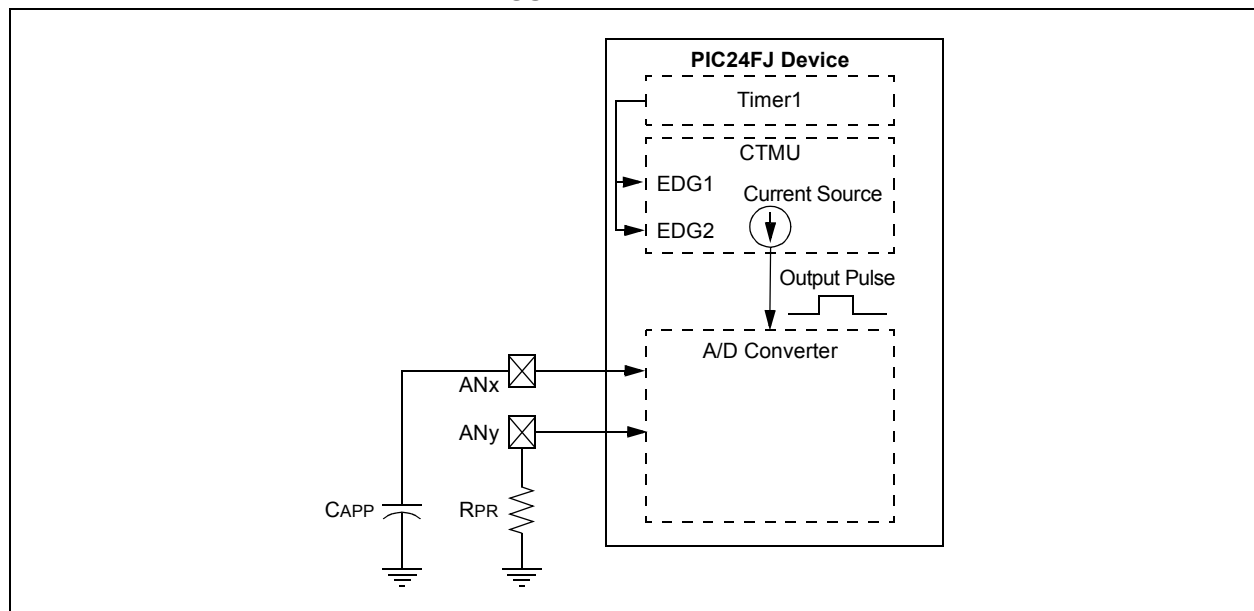 PIC24FJ Device
Timer1
CTMU
EDG1
Current Source
EDG2
Output Pulse
A/D Converter
ANx
ANy
CAPP
RPR